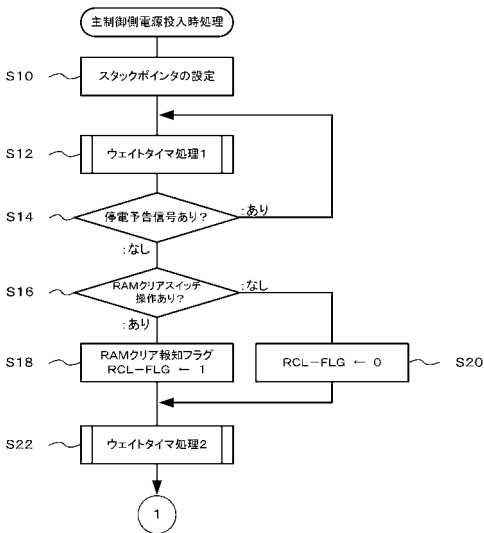 主制御側電源投入時処理
S10
スタックポインタの設定
S12
ウェイトタイマ処理1
S14
停電予告信号あり？
:あり
:なし
S16
RAMクリアスイッチ
操作あり？
:なし
:あり
S18
RAMクリア報知フラグ
RCL－FLG ← 1
RCL－FLG ← 0
S20
S22
ウェイトタイマ処理2
1